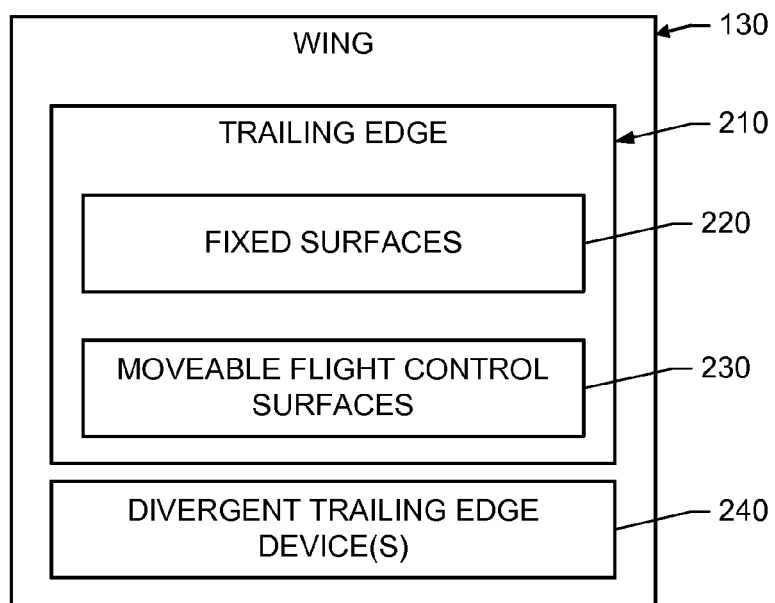 WING
130
TRAILING EDGE
210
FIXED SURFACES
220
MOVEABLE FLIGHT CONTROL
SURFACES
230
DIVERGENT TRAILING EDGE
DEVICE(S)
240